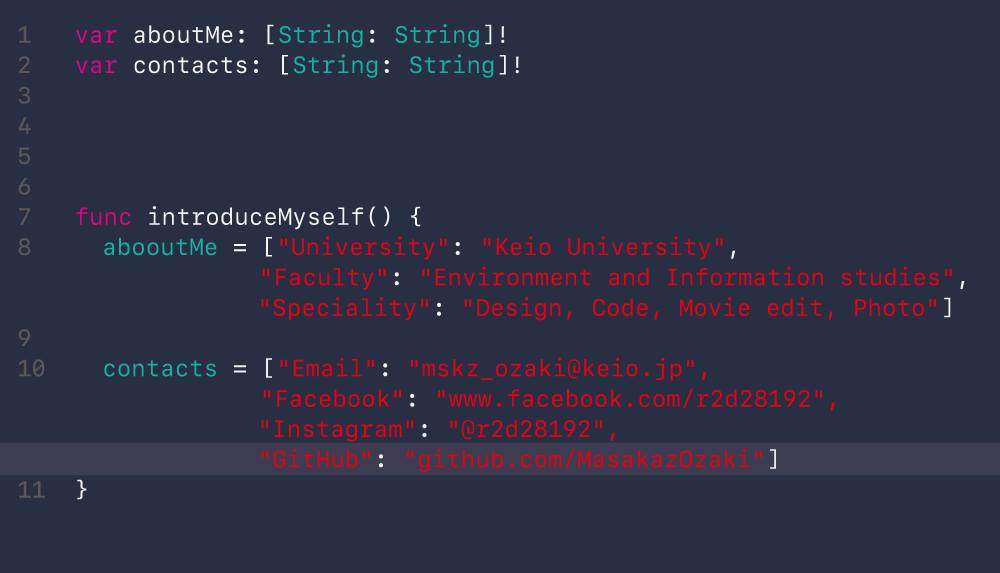 1 var aboutMe: [String: String]!
2 var contacts: [String: String]!
3
4
5
6
7 func introduceMyself() {
8 abooutMe = ["University": "Keio University",
"Faculty": "Environment and Information studies",
"Speciality": "Design, Code, Movie edit, Photo"]
9
10 contacts = ["Email": "mskz_ozaki@keio.jp",
"Facebook": "www.facebook.com/r2d28192",
"Instagram": "@r2d28192",
"GitHub": "github.com/MasakazOzaki"]
11 }